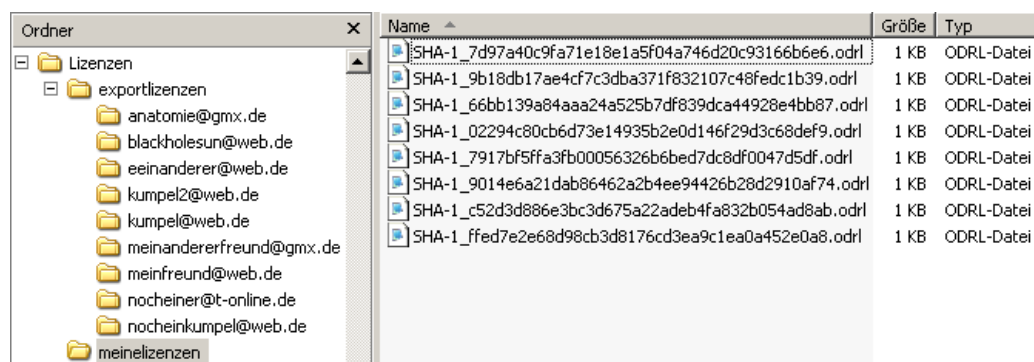 Ordner
Lizenzen
exportlizenzen
anatomie@gmx.de
blackholesun@web.de
eeinanderer@web.de
kumpel2@web.de
kumpel@web.de
meinandererfreund@gmx.de
meinfreund@web.de
nocheiner@t-online.de
nocheinkumpel@web.de
meinelizenzen
Name Größe Typ
SHA-1_7d97a40c9fa71e18e1a5f04a746d20c93166b6e6.odrl 1 KB ODRL-Datei
SHA-1_9b18db17ae4cf7c3dba371f832107c48fedc1b39.odrl 1 KB ODRL-Datei
SHA-1_66bb139a84aaa24a525b7df839dca44928e4bb87.odrl 1 KB ODRL-Datei
SHA-1_02294c80cb6d73e14935b2e0d146f29d3c68def9.odrl 1 KB ODRL-Datei
SHA-1_7917bf5ffa3fb00056326b6bed7dc8df0047d5df.odrl 1 KB ODRL-Datei
SHA-1_9014e6a21dab86462a2b4ee94426b28d2910af74.odrl 1 KB ODRL-Datei
SHA-1_c52d3d886e3bc3d675a22adeb4fa832b054ad8ab.odrl 1 KB ODRL-Datei
SHA-1_ffed7e2e68d98cb3d8176cd3ea9c1ea0a452e0a8.odrl 1 KB ODRL-Datei